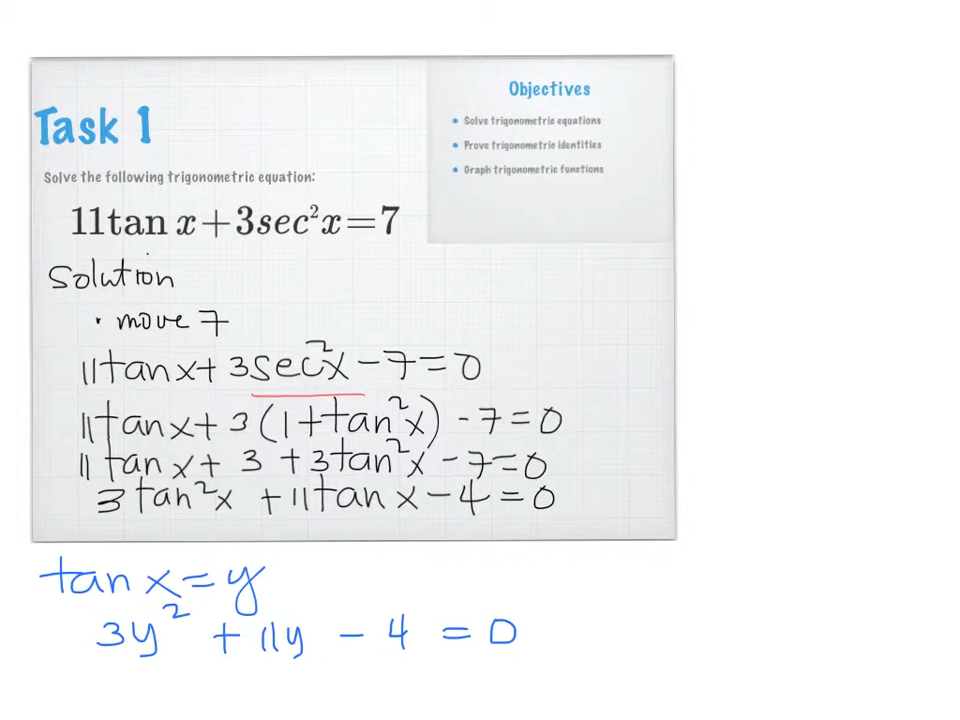 Objectives
Solve trigonometric equations
Prove trigonometric identities
Graph trigonometric functions
Task 1
Solve the following trigonometric equation:
11tan x+3sec²x=7
Solution
• move 7
11tanx+ 3sec²x -7=0
11tanx+ 3(1+tan²x) -7=0
11tanx+ 3 +3tan²x -7=0
3tan²x +11tanx -4=0
tan x = y
3y² + 11y - 4 = 0